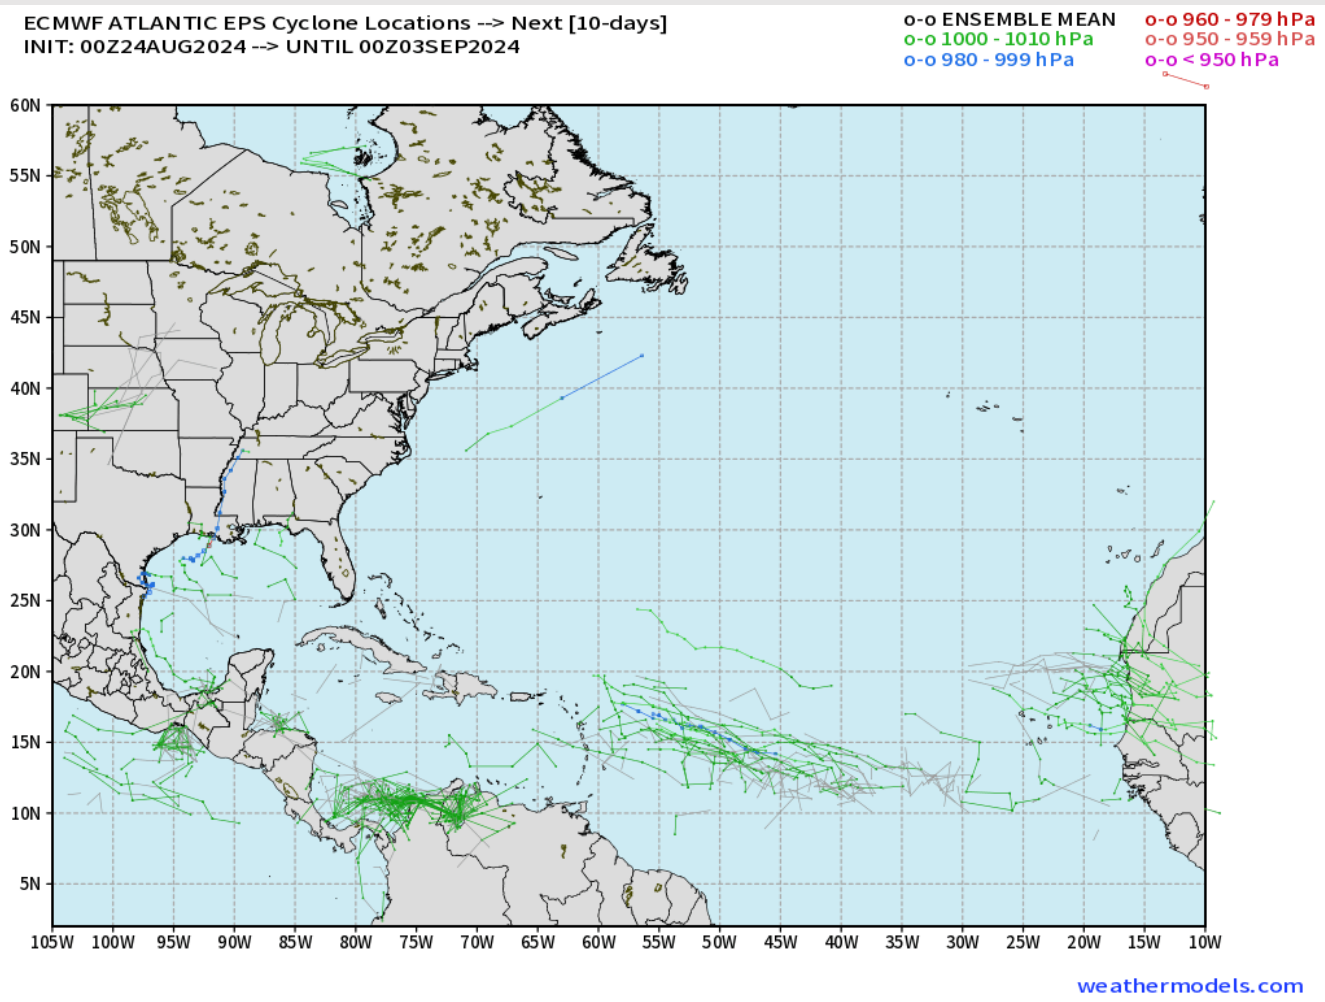 ECMWF ATLANTIC EPS Cyclone Locations --> Next [10-days]
INIT: 00Z24AUG2024 --> UNTIL 00Z03SEP2024
o-o ENSEMBLE MEAN
o-o 1000 - 1010 hPa
o-o 980 - 999 hPa
o-o 960 - 979 hPa
o-o 950 - 959 hPa
o-o < 950 hPa
60N
55N
50N
45N
40N
35N
30N
25N
20N
15N
10N
5N
105W 100W 95W 90W 85W 80W 75W 70W 65W 60W 55W 50W 45W 40W 35W 30W 25W 20W 15W 10W
weathermodels.com